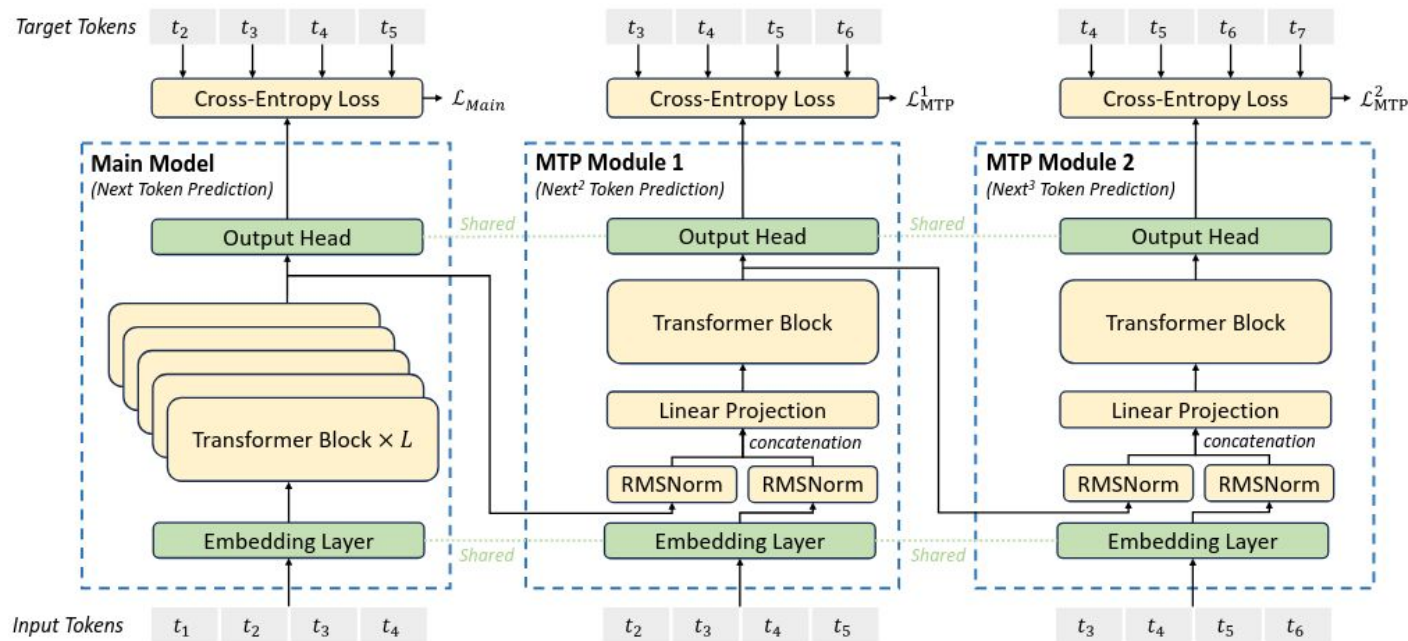 Target Tokens t₂ t₃ t₄ t₅ t₃ t₄ t₅ t₆ t₄ t₅ t₆ t₇
Cross-Entropy Loss ℒ_Main Cross-Entropy Loss ℒ¹_MTP Cross-Entropy Loss ℒ²_MTP
Main Model MTP Module 1 MTP Module 2
(Next Token Prediction) (Next² Token Prediction) (Next³ Token Prediction)
Output Head Shared Output Head Shared Output Head
Transformer Block Transformer Block
Linear Projection Linear Projection
Transformer Block × L concatenation concatenation
RMSNorm RMSNorm RMSNorm RMSNorm
Embedding Layer Shared Embedding Layer Shared Embedding Layer
Input Tokens t₁ t₂ t₃ t₄ t₂ t₃ t₄ t₅ t₃ t₄ t₅ t₆